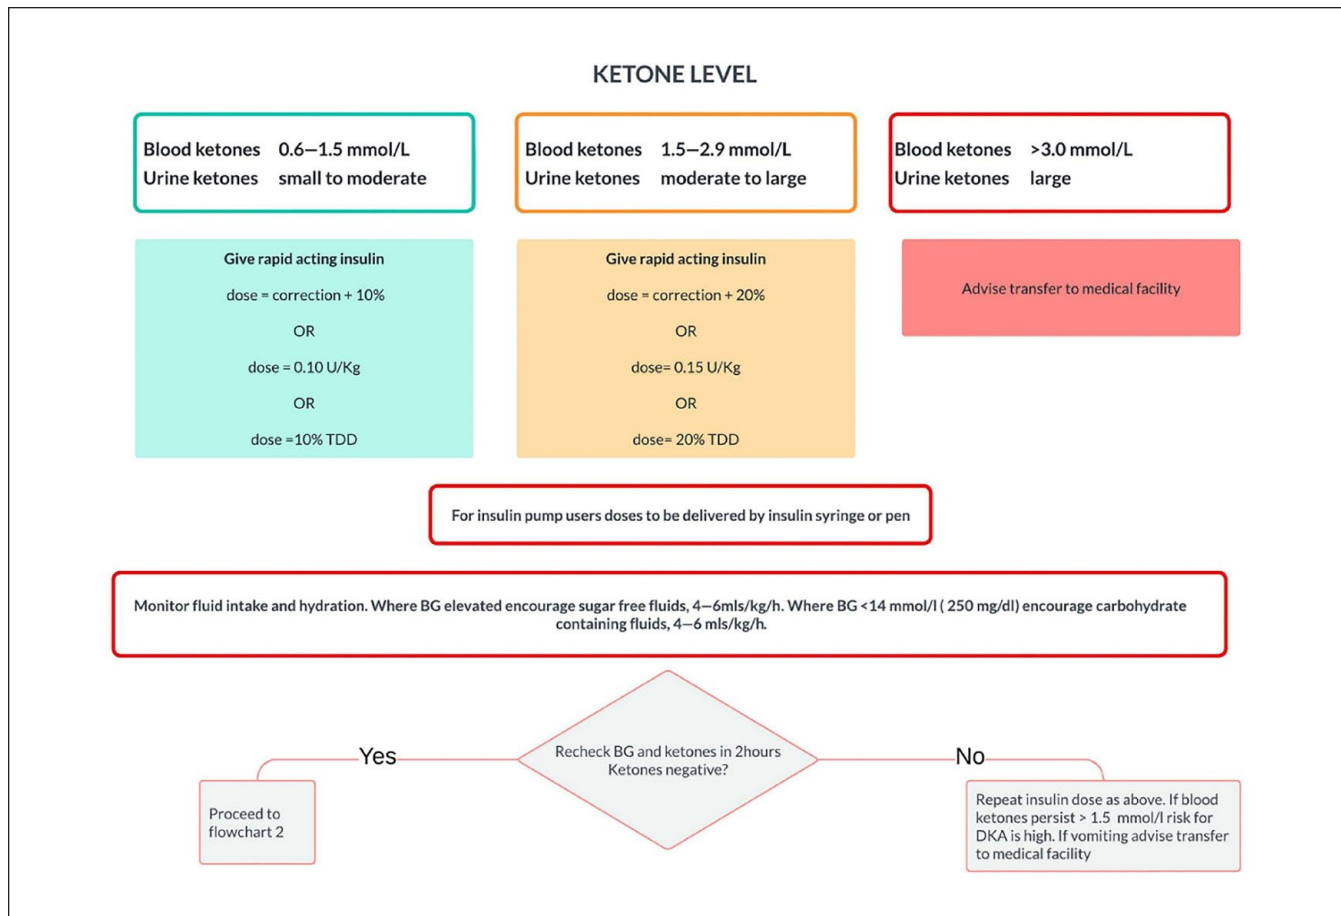 KETONE LEVEL
Blood ketones 0.6—1.5 mmol/L
Urine ketones small to moderate
Blood ketones 1.5—2.9 mmol/L
Urine ketones moderate to large
Blood ketones >3.0 mmol/L
Urine ketones large
Give rapid acting insulin
dose = correction + 10%
OR
dose = 0.10 U/Kg
OR
dose =10% TDD
Give rapid acting insulin
dose = correction + 20%
OR
dose= 0.15 U/Kg
OR
dose= 20% TDD
Advise transfer to medical facility
For insulin pump users doses to be delivered by insulin syringe or pen
Monitor fluid intake and hydration. Where BG elevated encourage sugar free fluids, 4—6mls/kg/h. Where BG <14 mmol/l ( 250 mg/dl) encourage carbohydrate
containing fluids, 4—6 mls/kg/h.
Recheck BG and ketones in 2hours
Ketones negative?
Yes
Proceed to
flowchart 2
No
Repeat insulin dose as above. If blood
ketones persist > 1.5 mmol/l risk for
DKA is high. If vomiting advise transfer
to medical facility